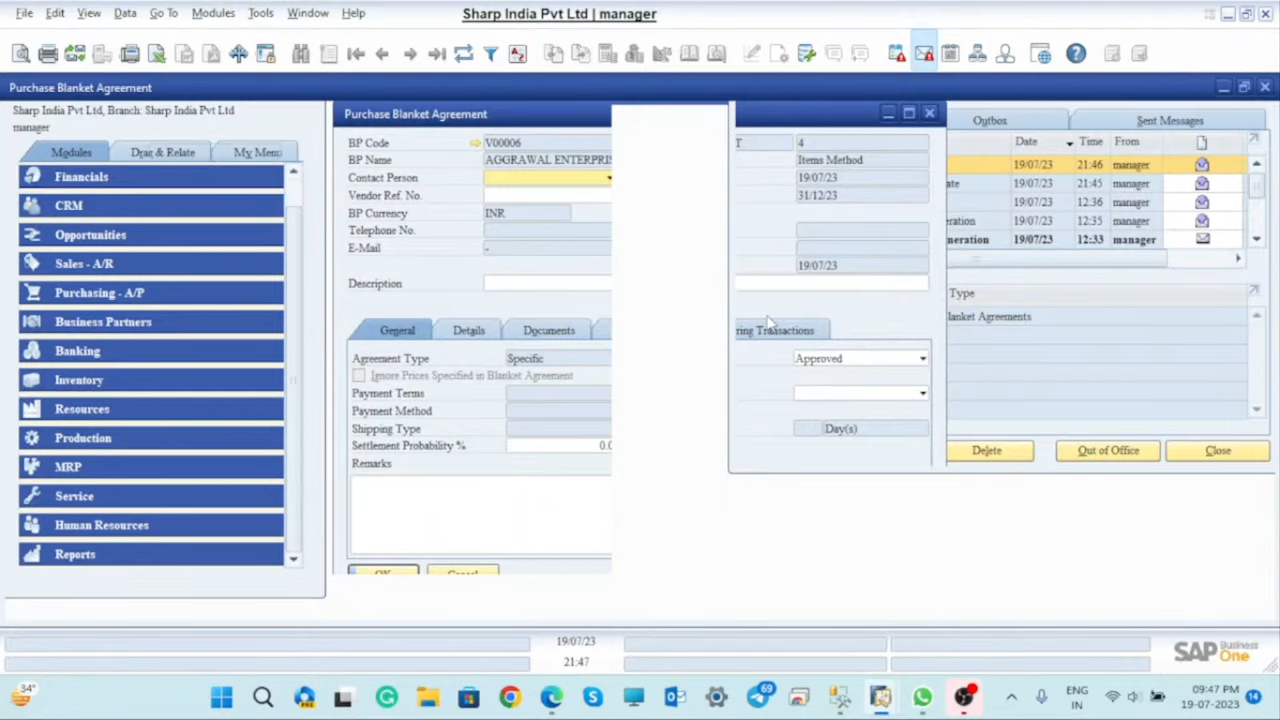 File Edit View Data Go To Modules Tools Window Help Sharp India Pvt Ltd | manager
Purchase Blanket Agreement
Sharp India Pvt Ltd, Branch: Sharp India Pvt Ltd
manager
Modules Drag & Relate My Menu
Financials
CRM
Opportunities
Sales - A/R
Purchasing - A/P
Business Partners
Banking
Inventory
Resources
Production
MRP
Service
Human Resources
Reports
Purchase Blanket Agreement
BP Code V00006
BP Name AGGRAWAL ENTERPRIS
Contact Person
Vendor Ref. No.
BP Currency INR
Telephone No.
E-Mail -
Description
General Details Documents
Agreement Type Specific
Ignore Prices Specified in Blanket Agreement
Payment Terms
Payment Method
Shipping Type
Settlement Probability % 0.0
Remarks
T 4
Items Method
19/07/23
31/12/23
19/07/23
ring Transactions
Approved
Day(s)
Outbox Sent Messages
Date Time From
19/07/23 21:46 manager
ate 19/07/23 21:45 manager
19/07/23 12:36 manager
eration 19/07/23 12:35 manager
neration 19/07/23 12:33 manager
Type
lanket Agreements
Delete Out of Office Close
19/07/23
21:47
SAP Business One
34°
PRE
69
ENG
IN
09:47 PM
19-07-2023
14